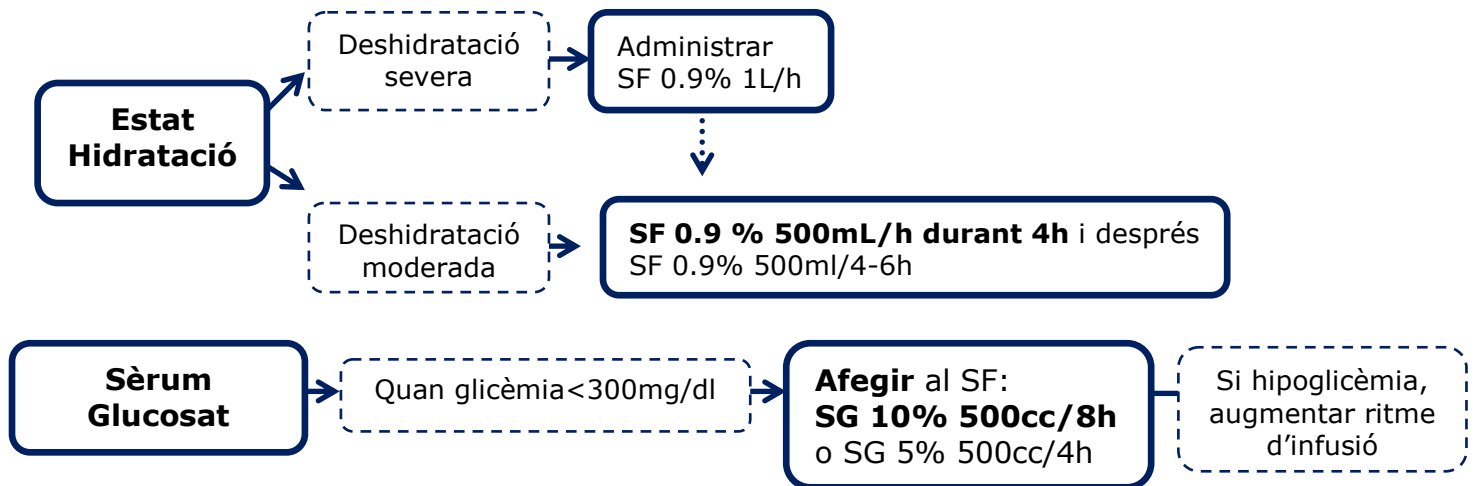 Deshidratació
severa
Administrar
SF 0.9% 1L/h
Estat
Hidratació
Deshidratació
moderada
SF 0.9 % 500mL/h durant 4h i després
SF 0.9% 500ml/4-6h
Sèrum
Glucosat
Quan glicèmia<300mg/dl
Afegir al SF:
SG 10% 500cc/8h
o SG 5% 500cc/4h
Si hipoglicèmia,
augmentar ritme
d’infusió